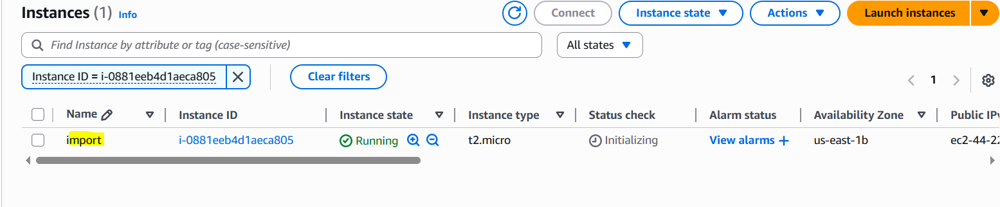 Instances (1) Info
Connect
Instance state
Actions
Launch instances
Find Instance by attribute or tag (case-sensitive)
All states
Instance ID = i-0881eeb4d1aeca805
Clear filters
1
Name Instance ID Instance state Instance type Status check Alarm status Availability Zone Public IPv
import i-0881eeb4d1aeca805 Running t2.micro Initializing View alarms + us-east-1b ec2-44-22